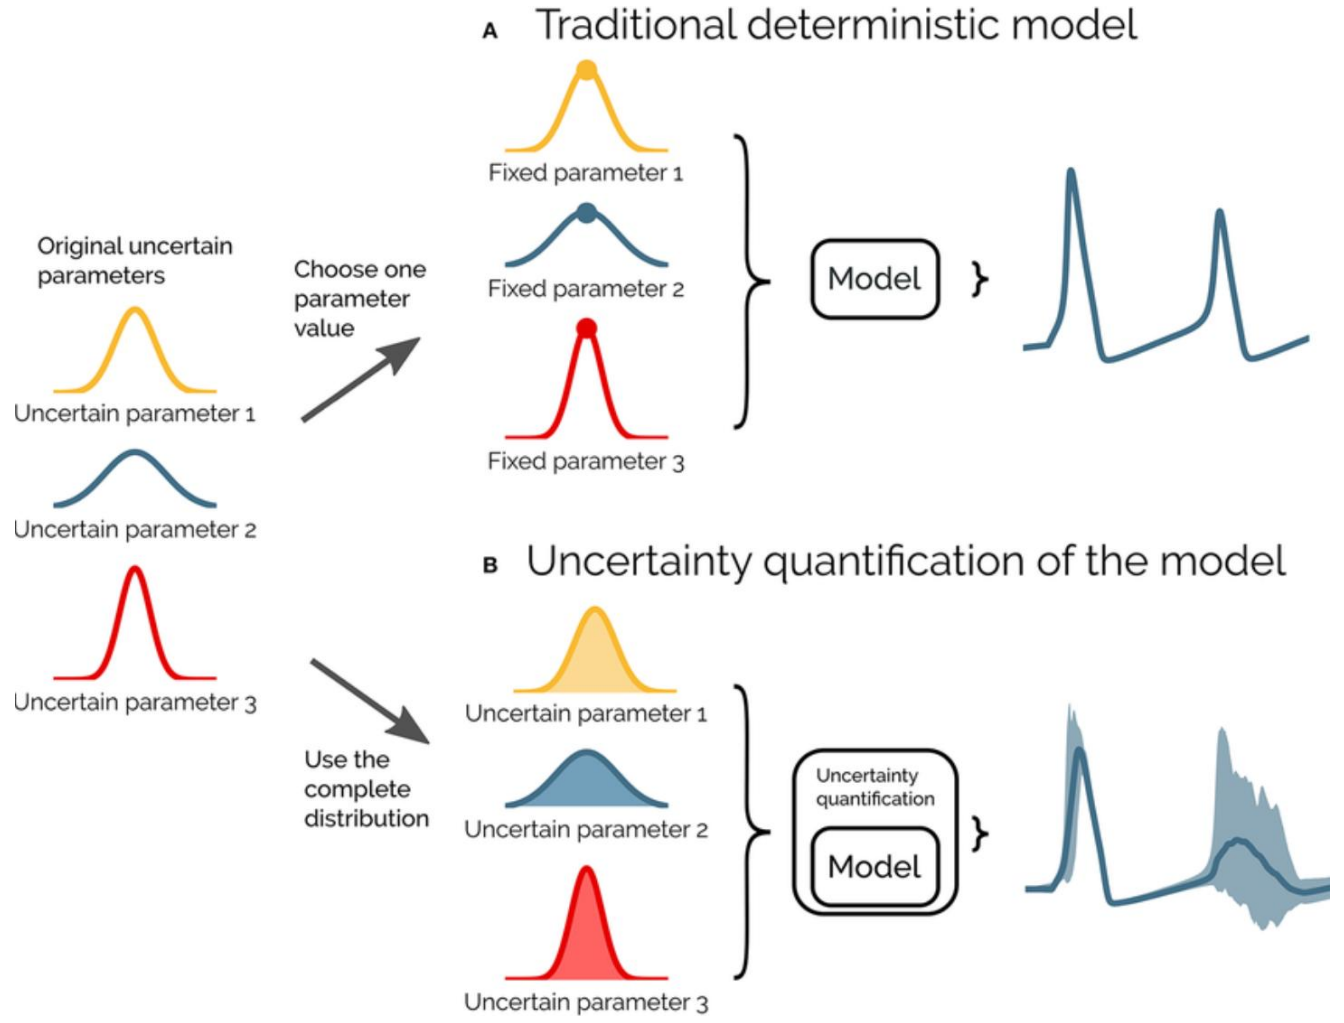 A Traditional deterministic model
Fixed parameter 1
Fixed parameter 2
Fixed parameter 3
Original uncertain
parameters
Uncertain parameter 1
Uncertain parameter 2
Uncertain parameter 3
Choose one
parameter
value
Model
B Uncertainty quantification of the model
Use the
complete
distribution
Uncertain parameter 1
Uncertain parameter 2
Uncertain parameter 3
Uncertainty
quantification
Model